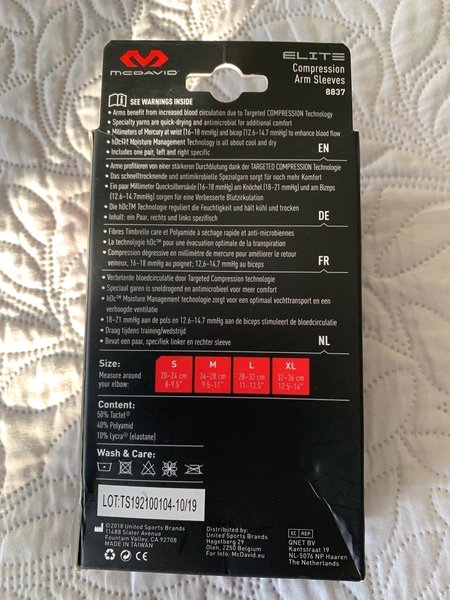 McDAVID
ELITE
Compression
Arm Sleeves
8837
SEE WARNINGS INSIDE
• Arms benefit from increased blood circulation due to Targeted COMPRESSION Technology
• Specialty yarns are quick-drying and antimicrobial for additional comfort
• Millimeters of Mercury at wrist (16-18 mmHg) and bicep (12.6-14.7 mmHg) to enhance blood flow
• hDc™ Moisture Management Technology is all about cool and dry
• Includes one pair, left and right specific
EN
• Arme profitieren von einer stärkeren Durchblutung dank der TARGETED COMPRESSION Technologie
• Das schnelltrocknende und antimikrobielle Spezialgarn sorgt für noch mehr Komfort
• Ein paar Millimeter Quecksilbersäule (16-18 mmHg) am Knöchel (18-21 mmHg) und am Bizeps
(12.6-14.7mmHg) sorgen für eine verbesserte Blutzirkulation
• Die hDcTM Technologie reguliert die Feuchtigkeit und hält kühl und trocken
• Inhalt: ein Paar, rechts und links spezifisch
DE
• Fibres Timbrelle care et Polyamide à séchage rapide et anti-microbiennes
• La technologie hDc™ pour une évacuation optimale de la transpiration
• Compression dégressive en millimètre de mercure pour améliorer le retour
veineux, 16-18 mmHg au poignet; 12.6-14,7 mmHg au biceps
FR
• Verbeterde bloedcirculatie door Targeted Compression technologie
• Speciaal garen is sneldrogend en antimicrobieel voor meer comfort
• hDc™ Moisture Management technologie zorgt voor een optimaal vochttransport en een
verhoogde ventilatie
• 18-21 mmHg aan de pols en 12.6-14.7 mmHg aan de biceps stimuleert de bloedcirculatie
• Draag tijdens training/wedstrijd
• Bevat een paar, specifiek linker en rechter sleeve
NL
Size: S M L XL
Measure around 20-24 cm 24-28 cm 28-32 cm 32-36 cm
your elbow: 8-9.5" 9.5-11" 11-12.5" 12.5-14"
Content:
50% Tactel®
40% Polyamid
10% Lycra® (elastane)
Wash & Care:
LOT:TS192100104-10/19
©2018 United Sports Brands
11488 Slater Avenue
Fountain Valley, CA 92708
MADE IN TAIWAN
Distributed by:
United Sports Brands
Hagelberg 29
Olen, 2250 Belgium
For Info. McDavid.eu
EC REP
QNET BV
Kantstraat 19
NL-5076 NP Haaren
The Netherlands